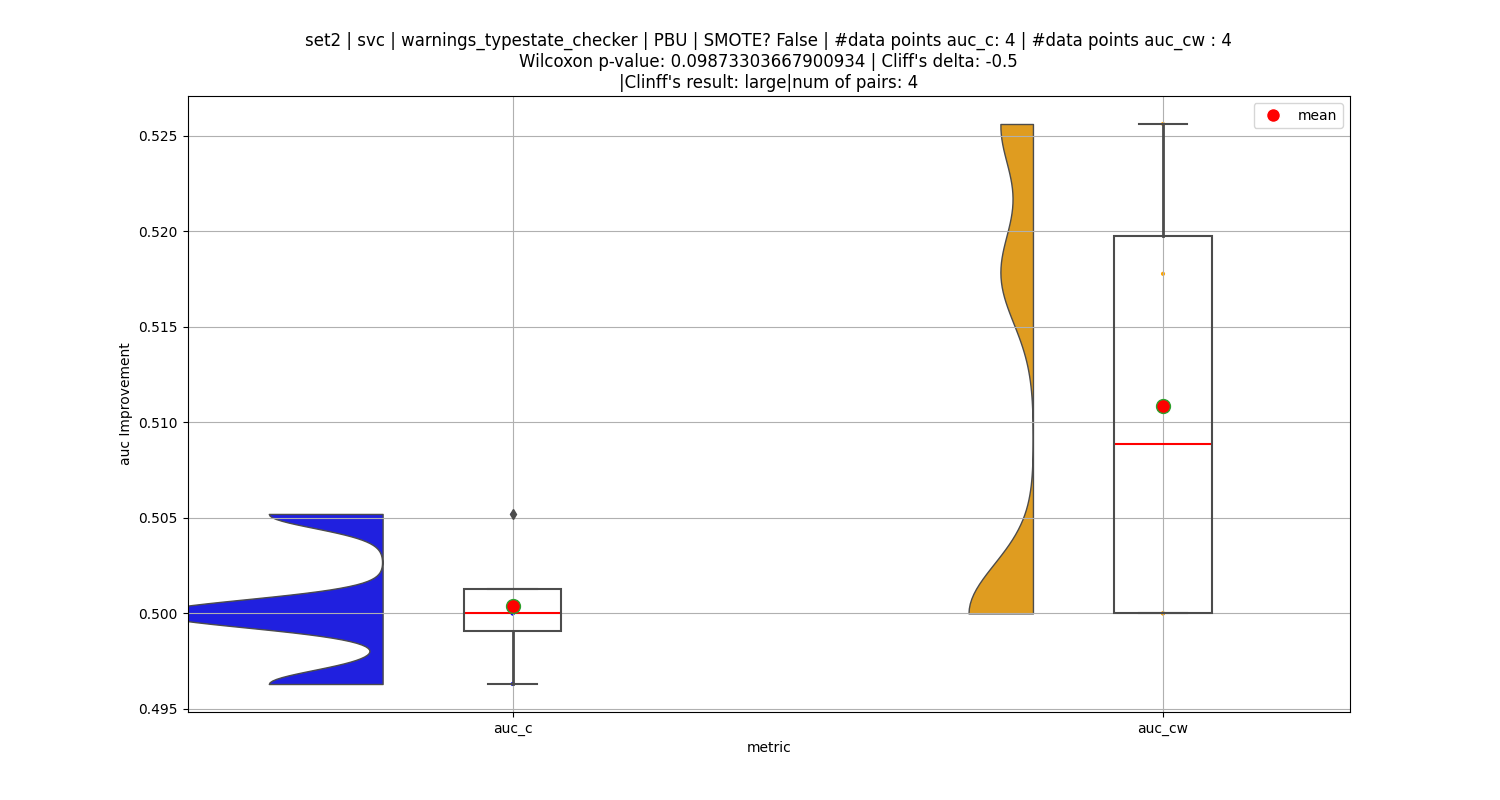 set2 | svc | warnings_typestate_checker | PBU | SMOTE? False | #data points auc_c: 4 | #data points auc_cw : 4
Wilcoxon p-value: 0.09873303667900934 | Cliff's delta: -0.5
|Clinff's result: large|num of pairs: 4
mean
0.525
0.520
0.515
0.510
0.505
0.500
0.495
auc Improvement
auc_c
auc_cw
metric